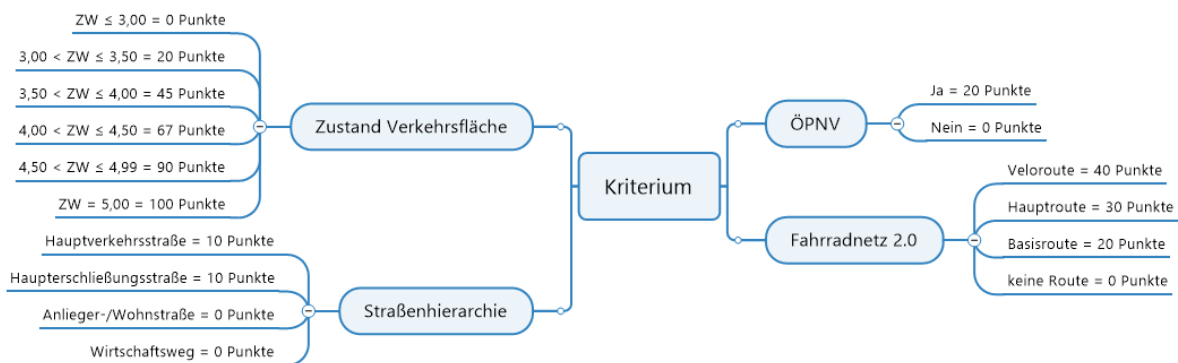 ZW ≤ 3,00 = 0 Punkte
3,00 < ZW ≤ 3,50 = 20 Punkte
3,50 < ZW ≤ 4,00 = 45 Punkte
4,00 < ZW ≤ 4,50 = 67 Punkte
4,50 < ZW ≤ 4,99 = 90 Punkte
ZW = 5,00 = 100 Punkte
Zustand Verkehrsfläche
Hauptverkehrsstraße = 10 Punkte
Haupterschließungsstraße = 10 Punkte
Anlieger-/Wohnstraße = 0 Punkte
Wirtschaftsweg = 0 Punkte
Straßenhierarchie
Kriterium
ÖPNV
Ja = 20 Punkte
Nein = 0 Punkte
Fahrradnetz 2.0
Veloroute = 40 Punkte
Hauptroute = 30 Punkte
Basisroute = 20 Punkte
keine Route = 0 Punkte